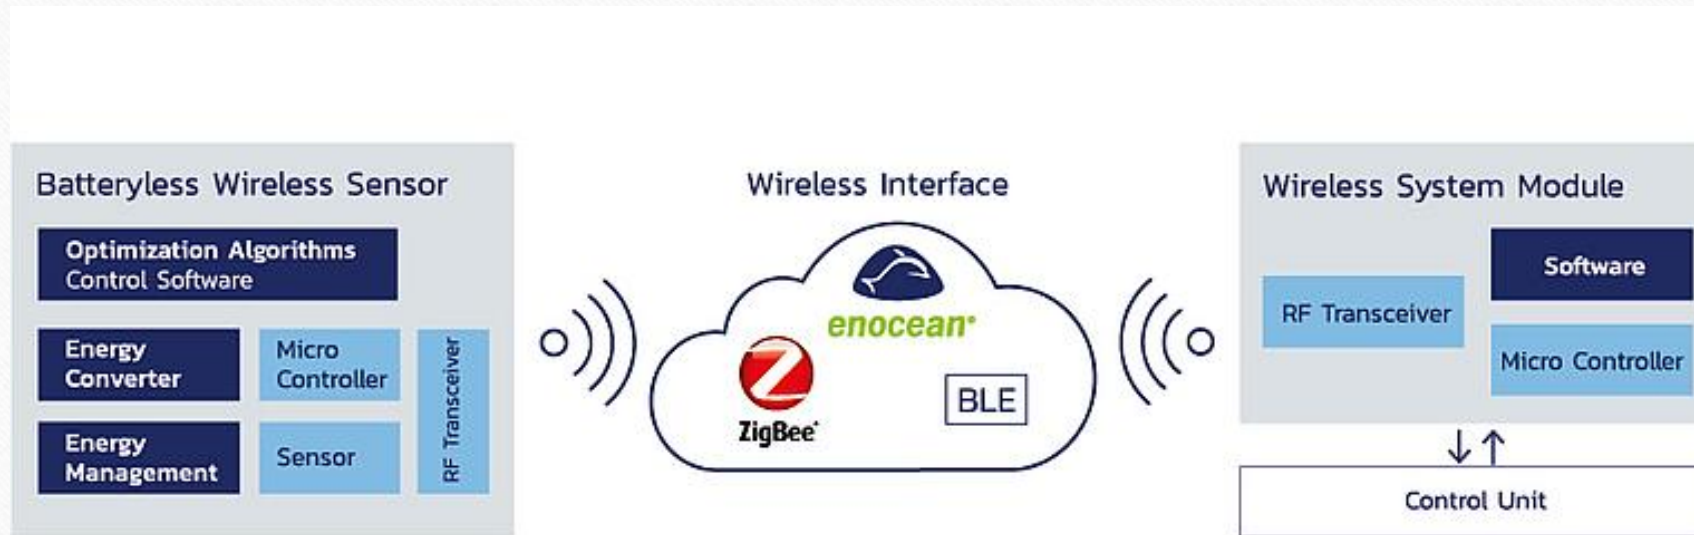 Batteryless Wireless Sensor
Optimization Algorithms
Control Software
Energy
Converter
Micro
Controller
Energy
Management
Sensor
RF Transceiver
Wireless Interface
enocean®
ZigBee®
BLE
Wireless System Module
Software
RF Transceiver
Micro Controller
Control Unit